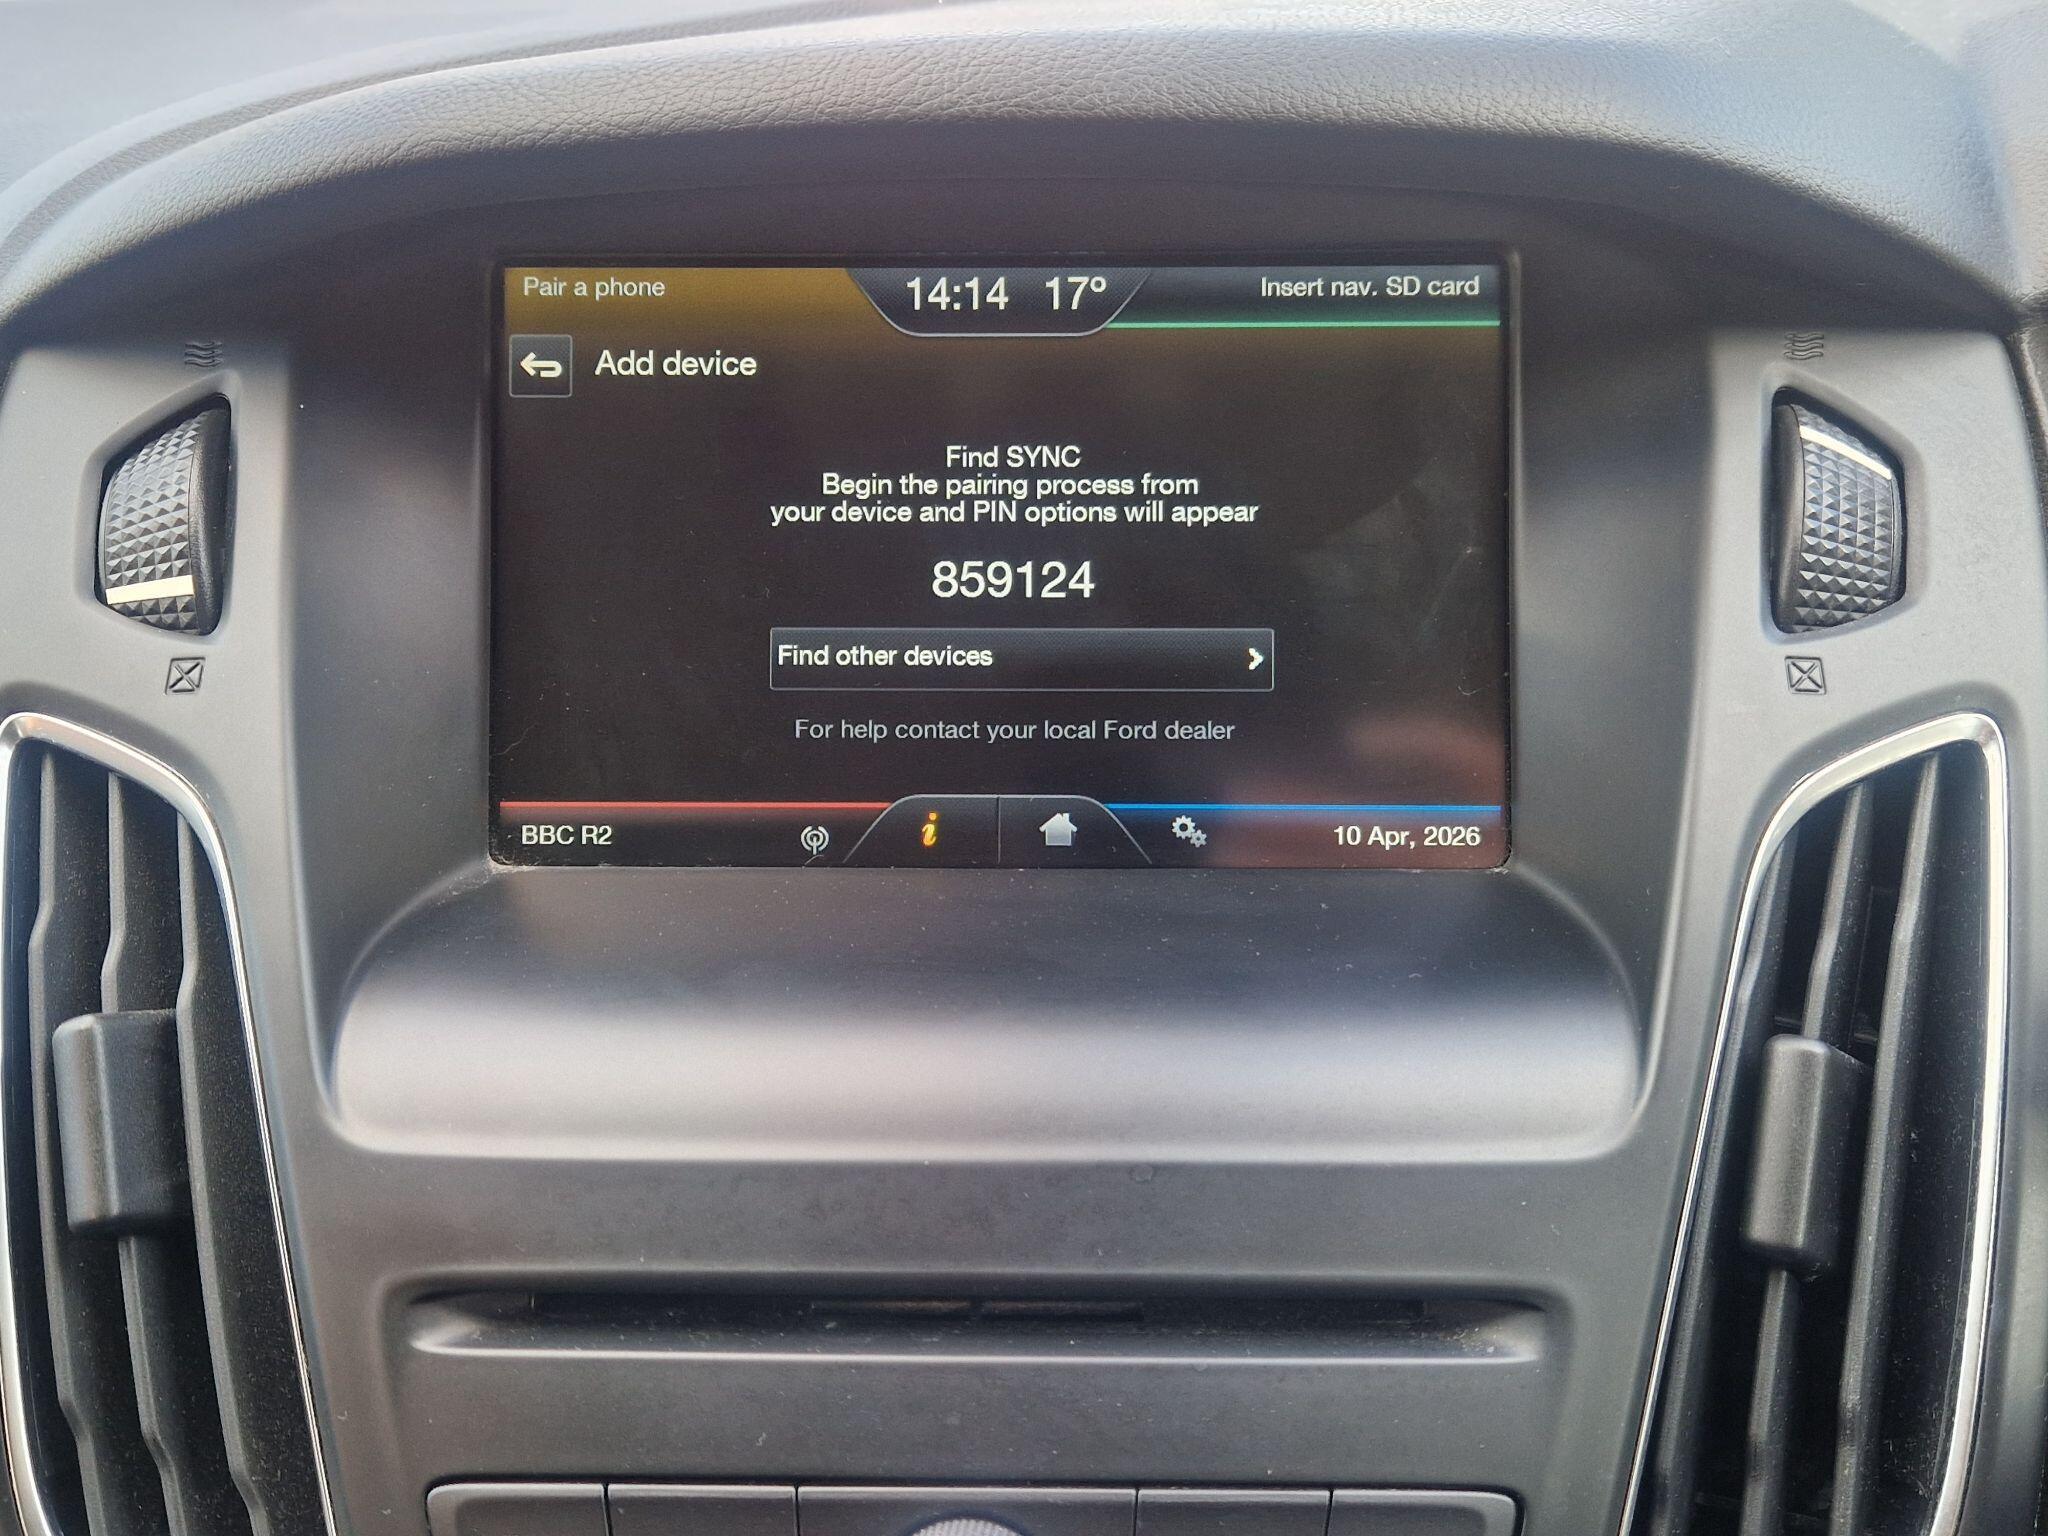 Pair a phone
14:14 17°
Insert nav. SD card
Add device
Find SYNC
Begin the pairing process from
your device and PIN options will appear
859124
Find other devices
For help contact your local Ford dealer
BBC R2
i
10 Apr, 2026